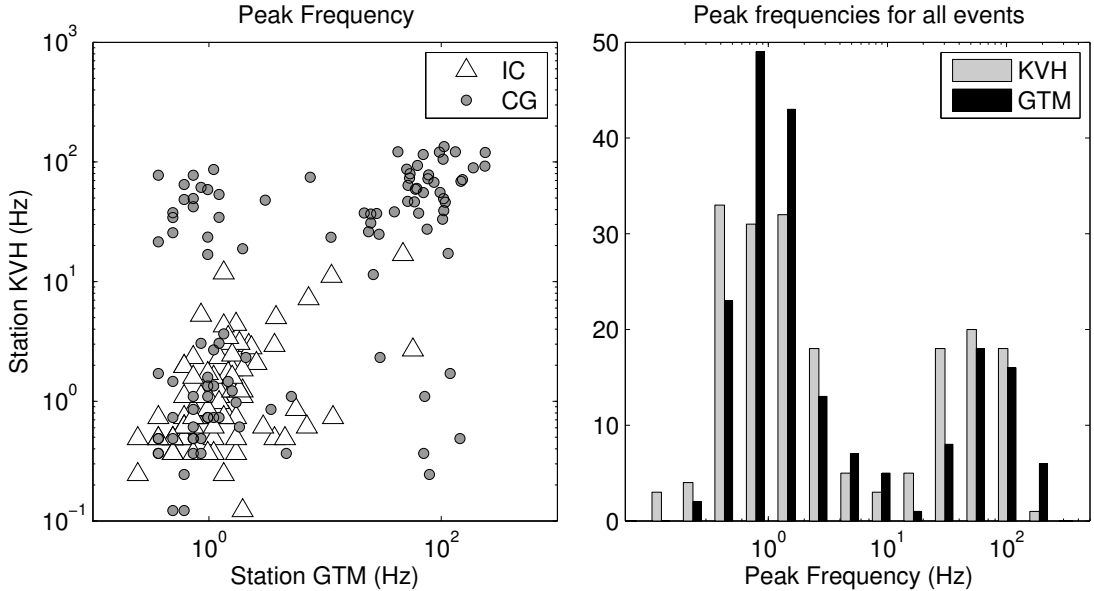 Peak Frequency
10^3
10^2
10^1
10^0
10^-1
10^0
10^2
Station KVH (Hz)
Station GTM (Hz)
IC
CG
Peak frequencies for all events
50
40
30
20
10
0
10^0
10^1
10^2
Peak Frequency (Hz)
KVH
GTM